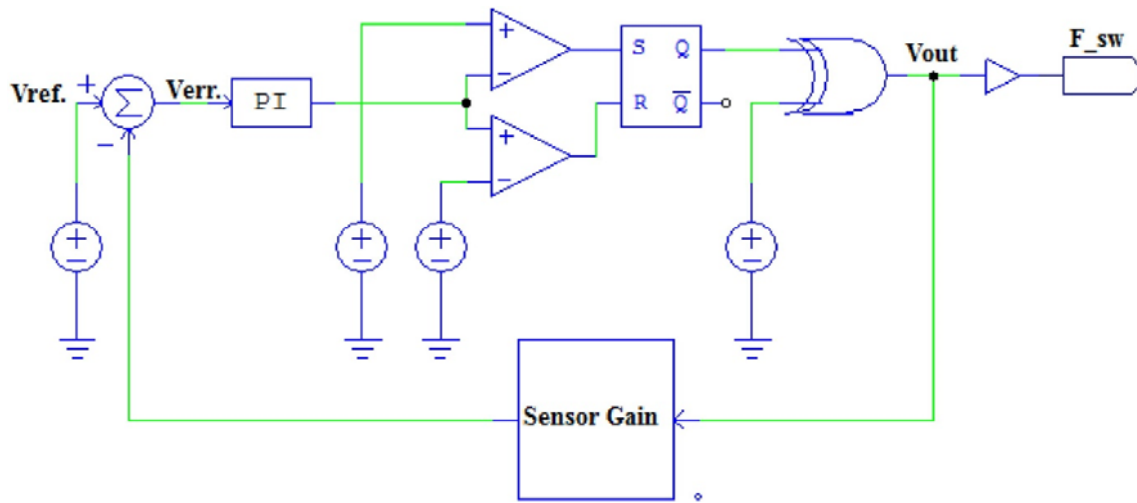 Vref.
+
−
Σ
Verr.
PI
+
−
+
−
S Q
R Q̅
Vout
F_sw
+
−
+
−
+
−
+
−
Sensor Gain